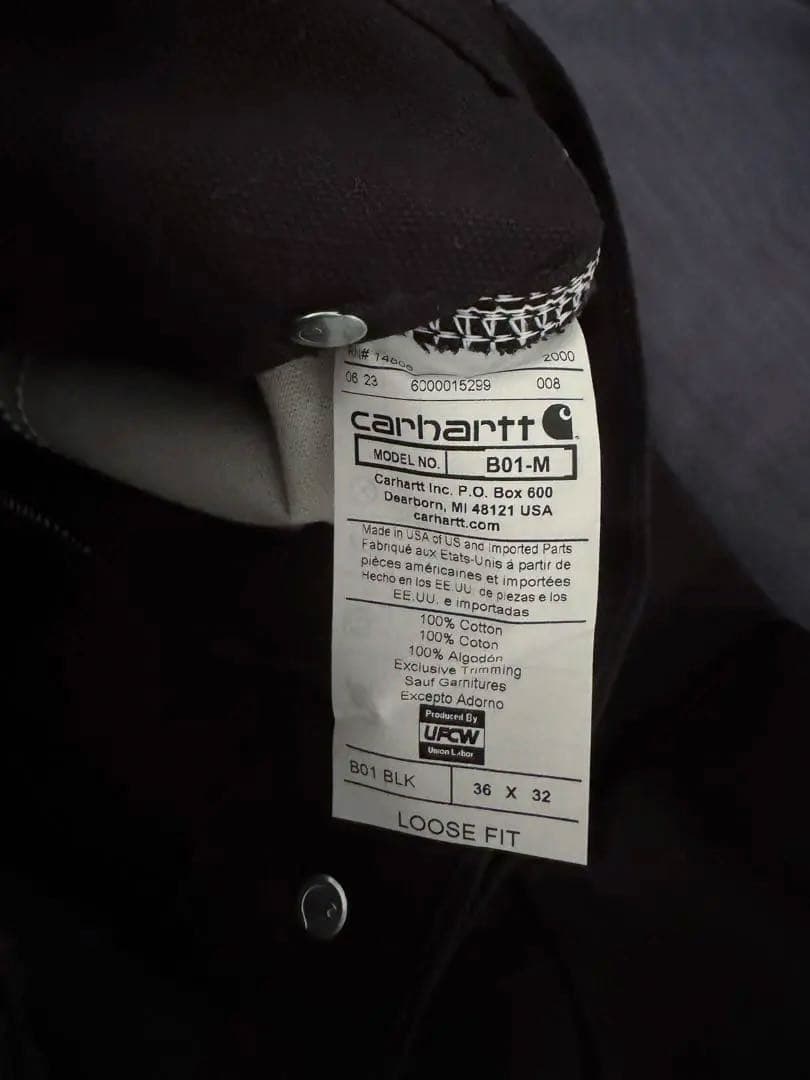 RN# 14806 2000
06 23 6000015299 008
carhartt
MODEL NO. B01-M
Carhartt Inc. P.O. Box 600
Dearborn, MI 48121 USA
carhartt.com
Made in USA of US and Imported Parts
Fabriqué aux Etats-Unis à partir de
pièces américaines et importées
Hecho en los EE.UU. de piezas e los
EE.UU. e importadas
100% Cotton
100% Coton
100% Algodón
Exclusive Trimming
Sauf Garnitures
Excepto Adorno
Produced By
UFCW
Union Labor
B01 BLK 36 X 32
LOOSE FIT